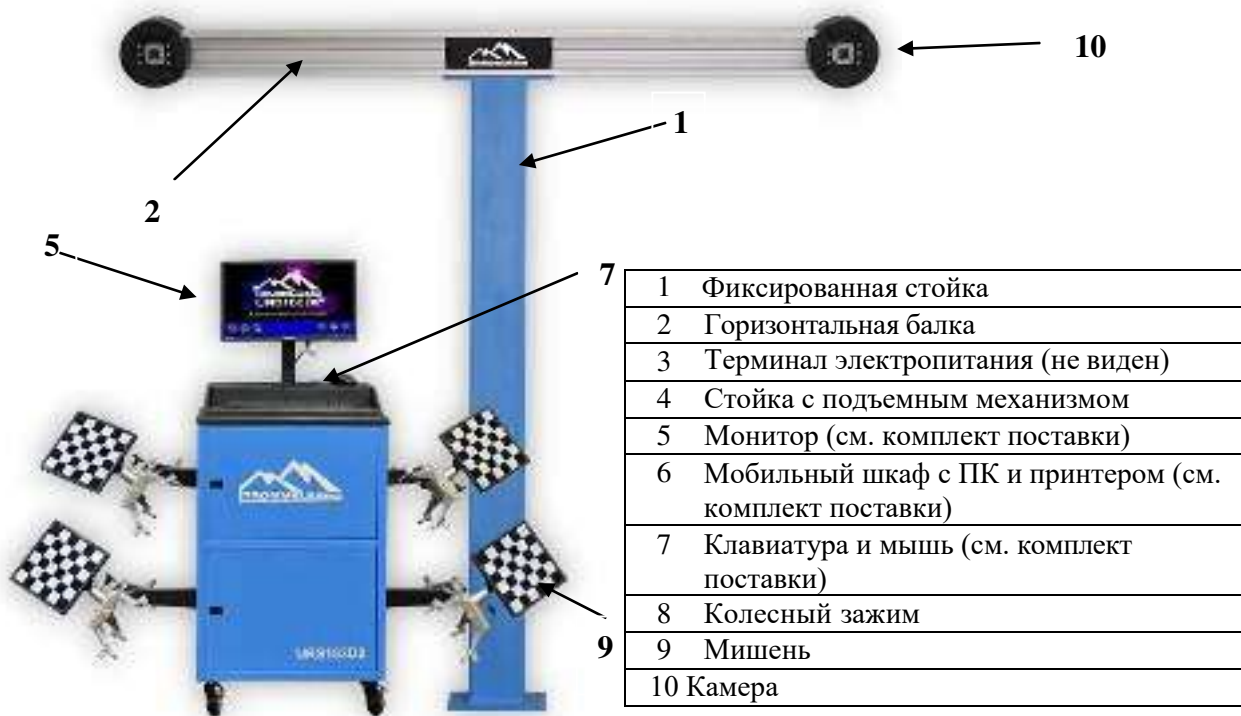 10
1
2
5
7
1 Фиксированная стойка
2 Горизонтальная балка
3 Терминал электропитания (не виден)
4 Стойка с подъемным механизмом
5 Монитор (см. комплект поставки)
6 Мобильный шкаф с ПК и принтером (см.
комплект поставки)
7 Клавиатура и мышь (см. комплект
поставки)
8 Колесный зажим
9 Мишень
10 Камера
9